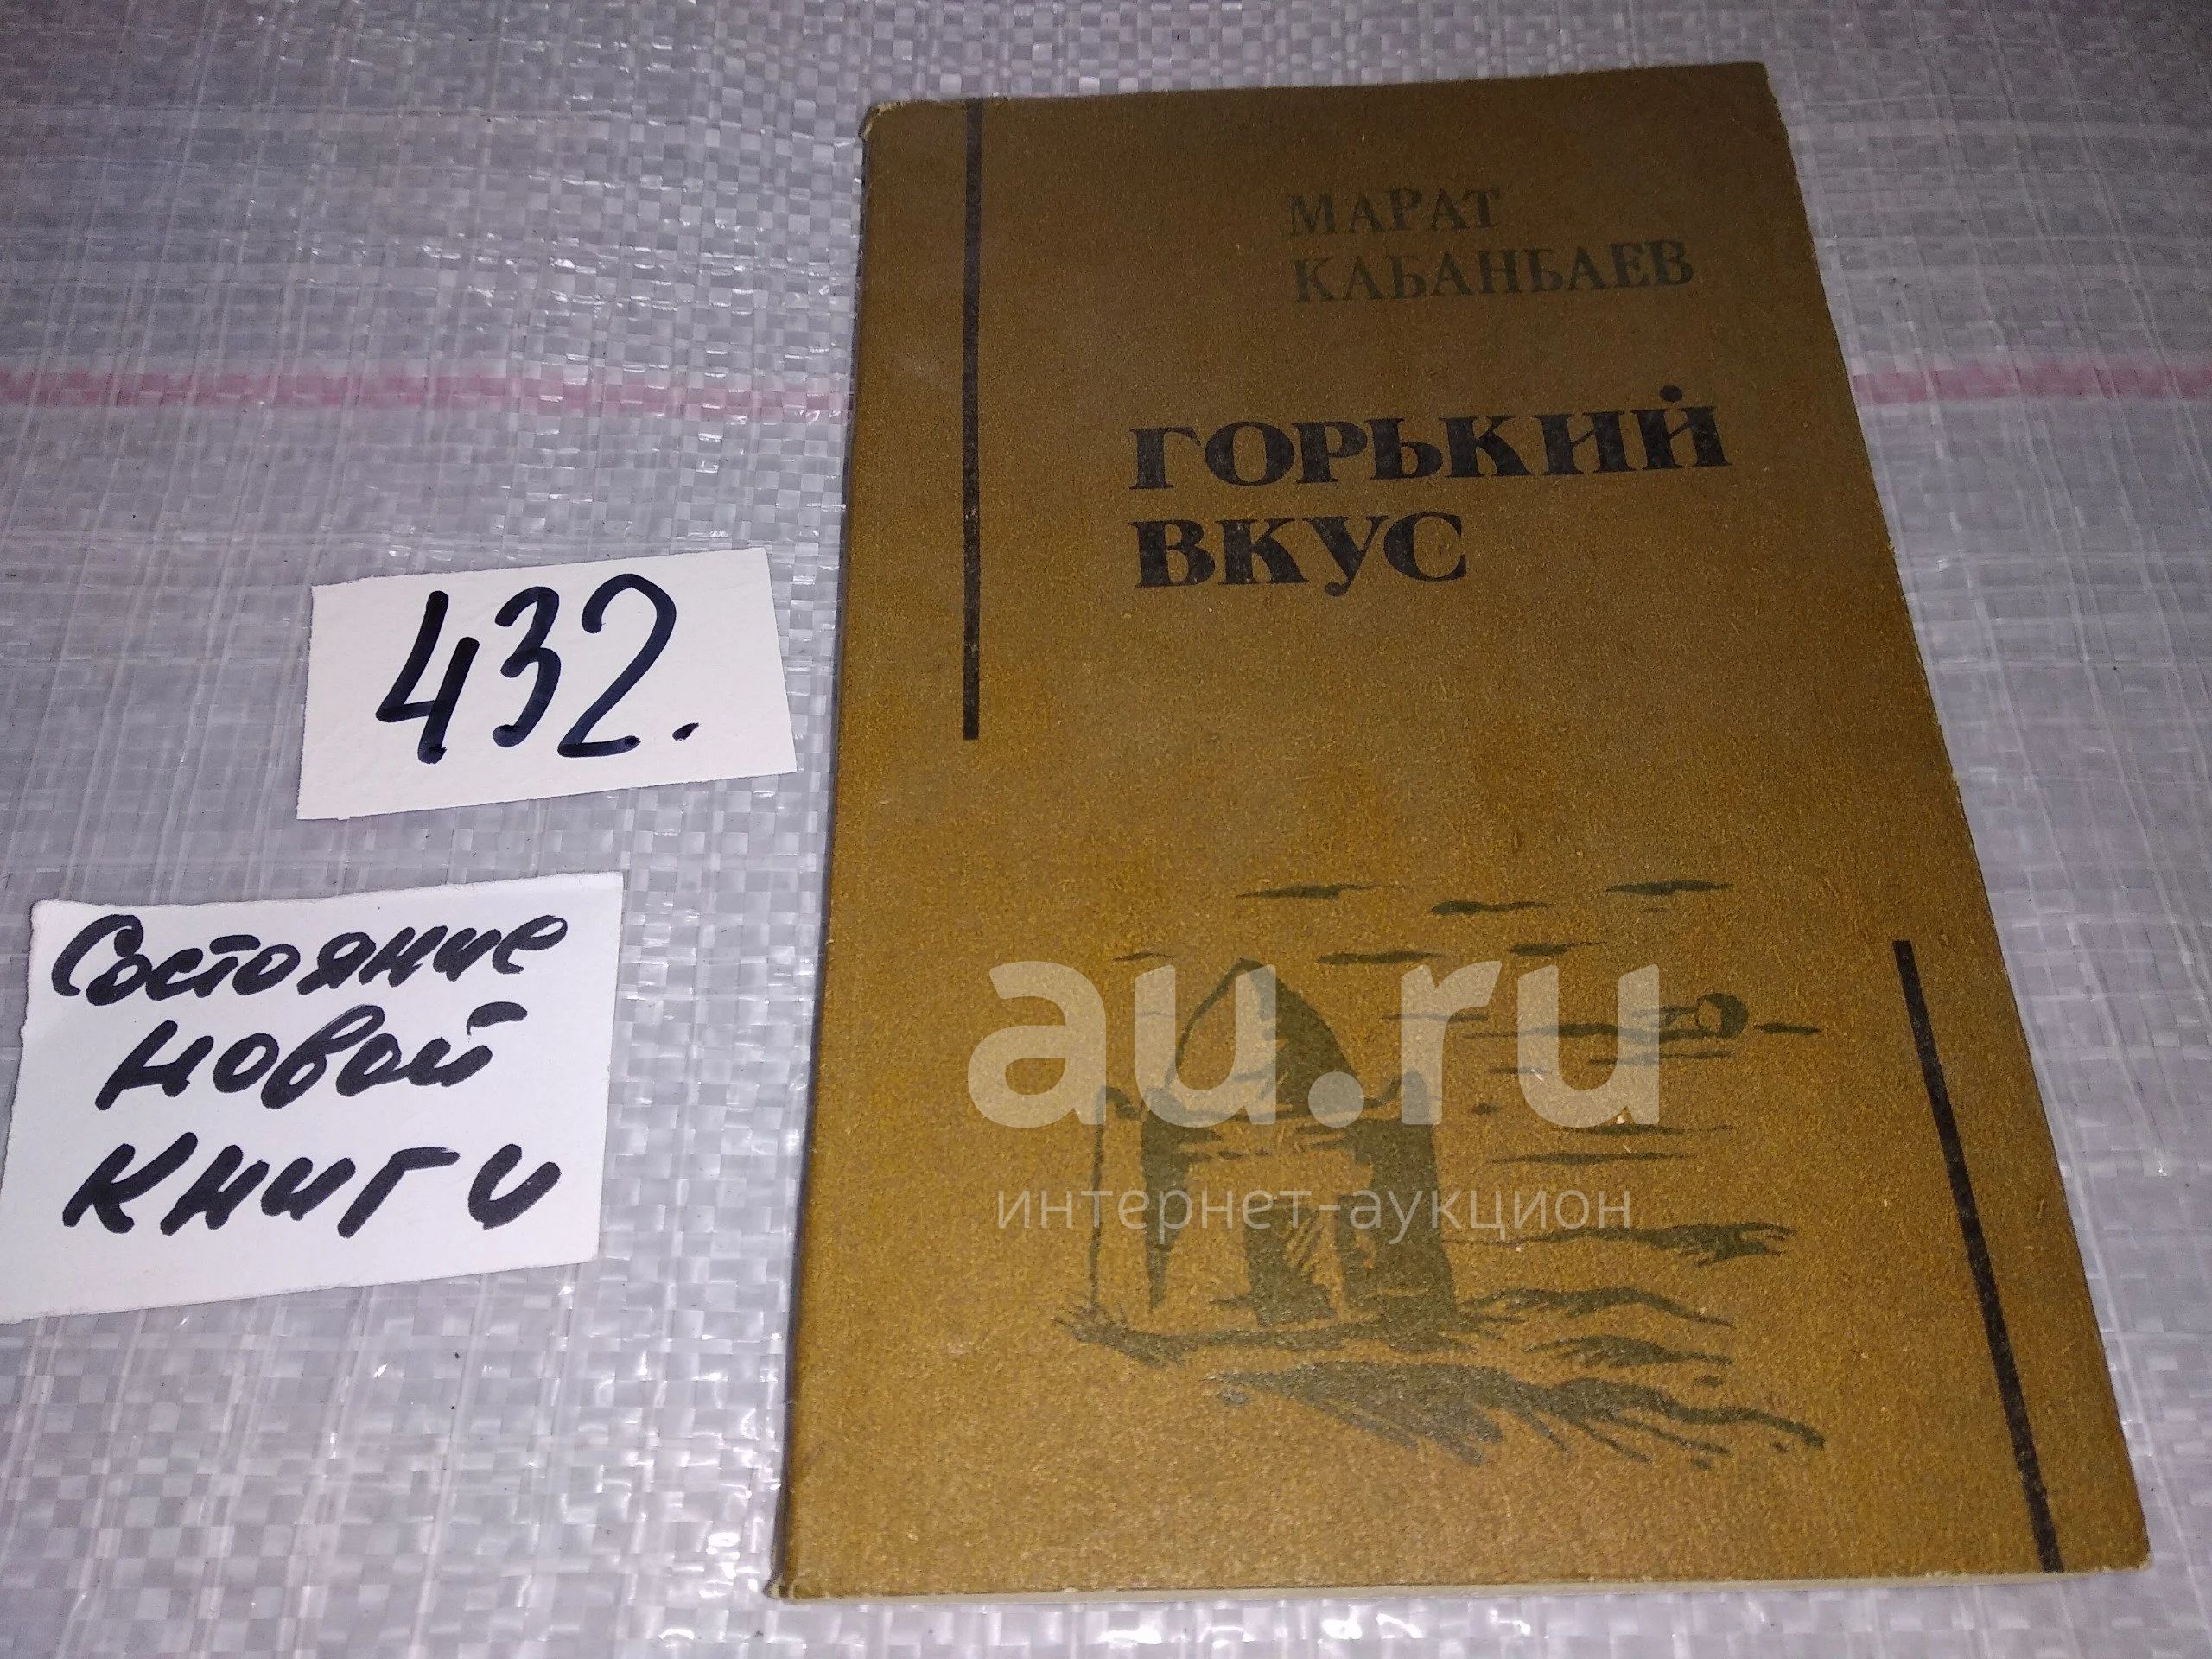 МАРАТ
КАБАНБАЕВ
ГОРЬКИЙ
ВКУС
432.
Состояние
новой
книги
au.ru
интернет-аукцион